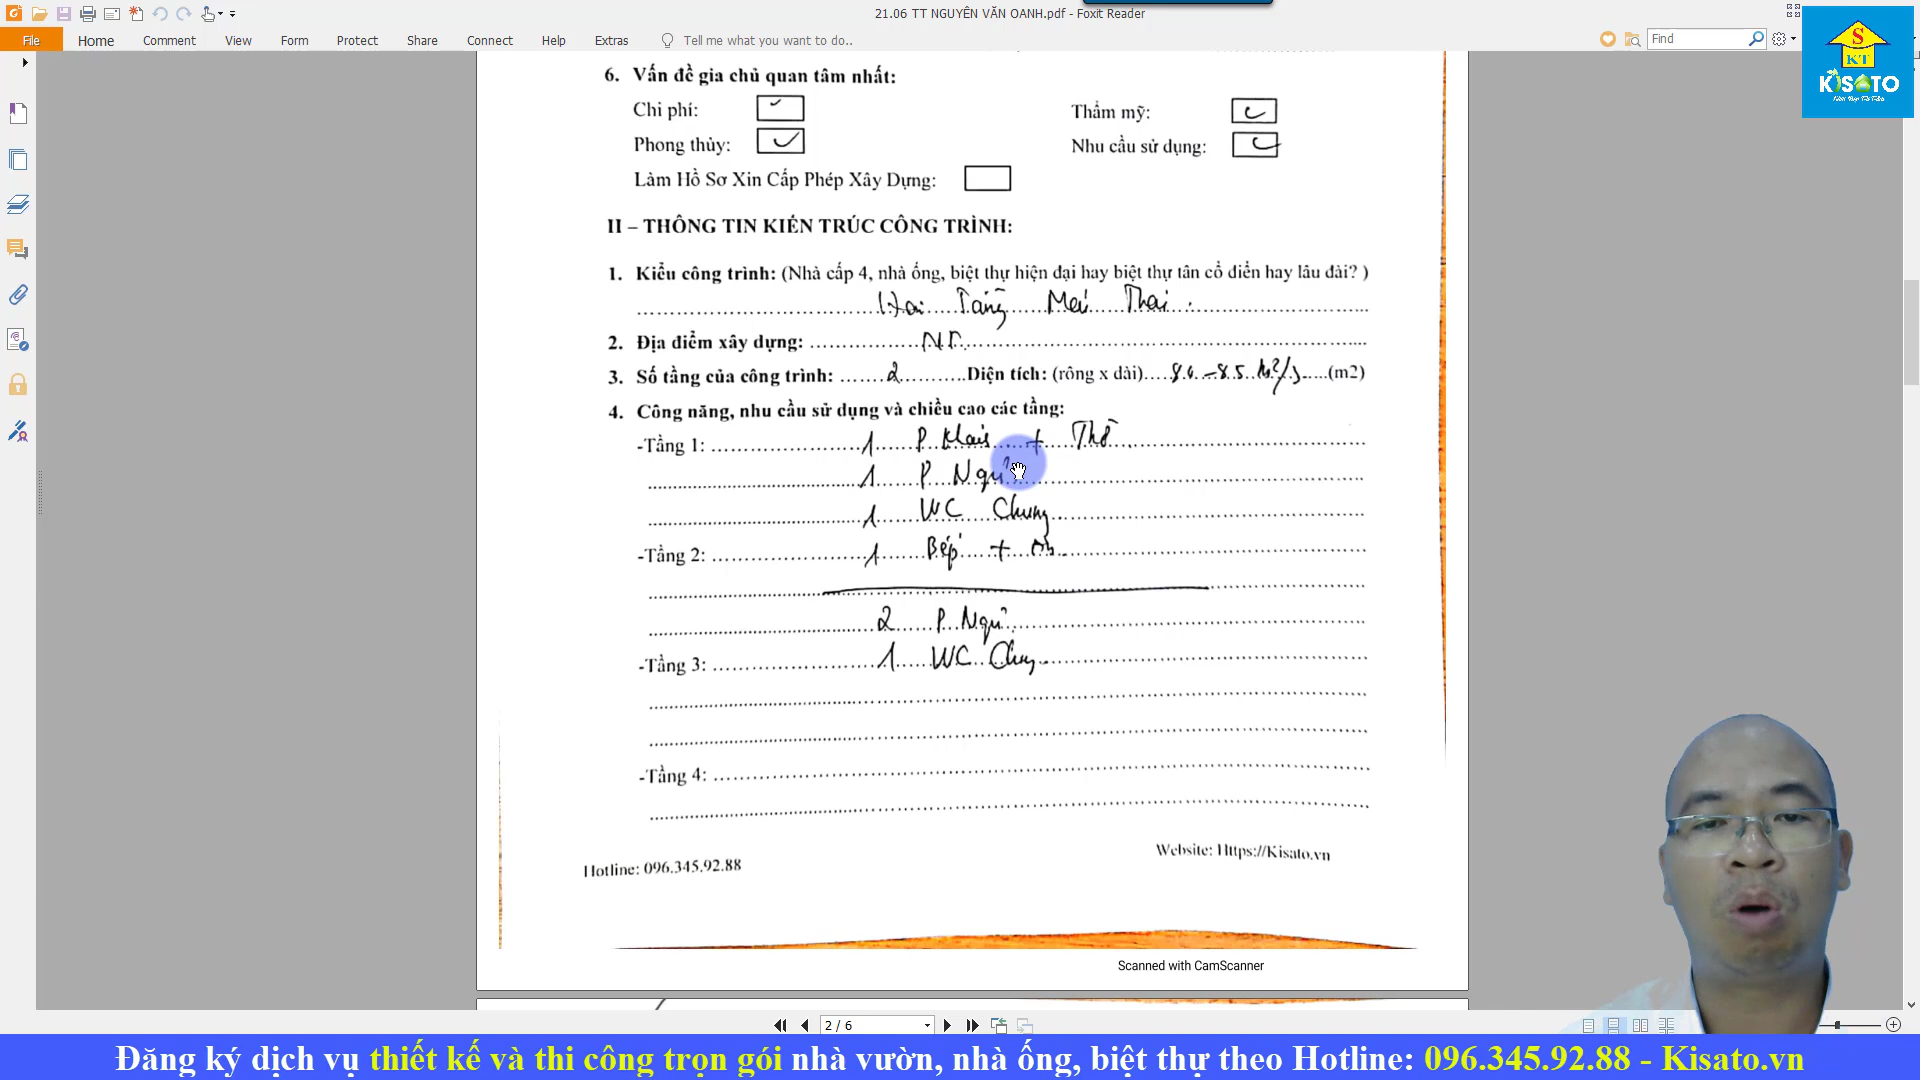 21.06 TT NGUYÊN VĂN OANH.pdf - Foxit Reader
File Home Comment View Form Protect Share Connect Help Extras Tell me what you want to do.. Find
S
KT
KISATO
6. Vấn đề gia chủ quan tâm nhất:
Chi phí: Thẩm mỹ:
Phong thủy: Nhu cầu sử dụng:
Làm Hồ Sơ Xin Cấp Phép Xây Dựng:
II – THÔNG TIN KIẾN TRÚC CÔNG TRÌNH:
1. Kiểu công trình: (Nhà cấp 4, nhà ống, biệt thự hiện đại hay biệt thự tân cổ điển hay lâu đài? )
Hai Tầng Mái Thái
2. Địa điểm xây dựng:
3. Số tầng của công trình: 2 Diện tích: (rộng x dài) 80 - 85 m2/s (m2)
4. Công năng, nhu cầu sử dụng và chiều cao các tầng:
-Tầng 1: 1 P Khách + Thờ
1 P Ngủ
1 WC Chung
-Tầng 2: 1 Bếp + ăn
2 P Ngủ
-Tầng 3: 1 WC Chung
-Tầng 4:
Hotline: 096.345.92.88 Website: Https://Kisato.vn
Scanned with CamScanner
2 / 6
Đăng ký dịch vụ thiết kế và thi công trọn gói nhà vườn, nhà ống, biệt thự theo Hotline: 096.345.92.88 - Kisato.vn